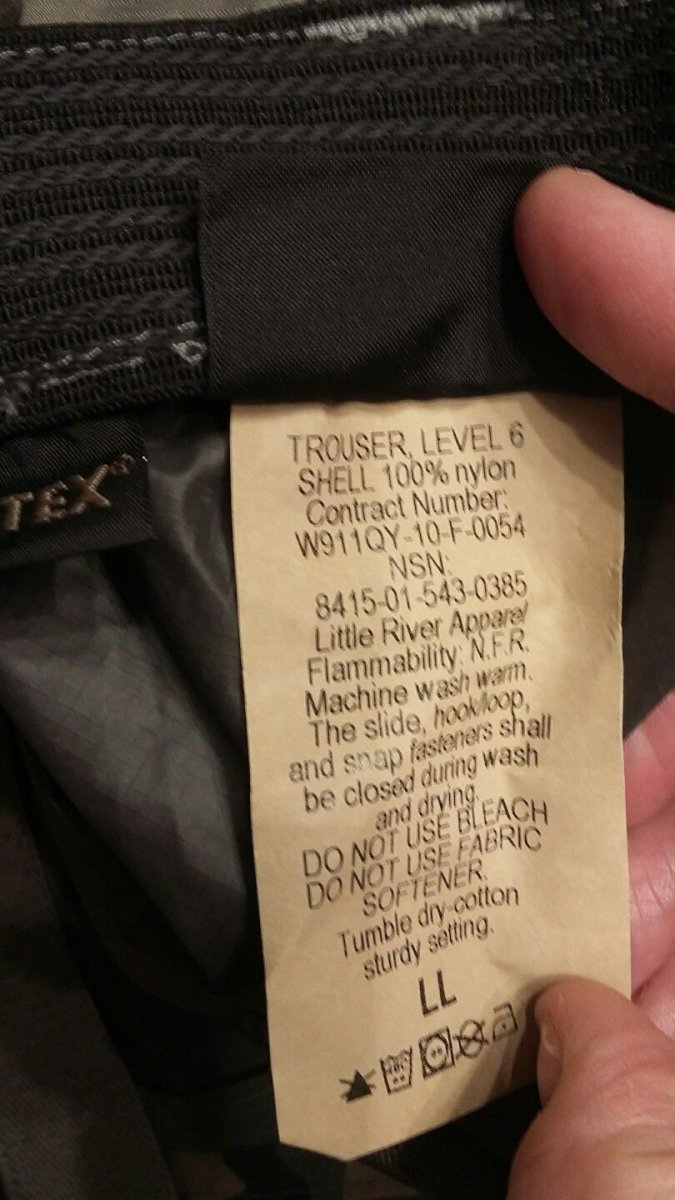 TEX®
TROUSER, LEVEL 6
SHELL 100% nylon
Contract Number:
W911QY-10-F-0054
NSN:
8415-01-543-0385
Little River Apparel
Flammability: N.F.R.
Machine wash warm.
The slide, hook/loop,
and snap fasteners shall
be closed during wash
and drying.
DO NOT USE BLEACH
DO NOT USE FABRIC
SOFTENER.
Tumble dry-cotton
sturdy setting.
LL